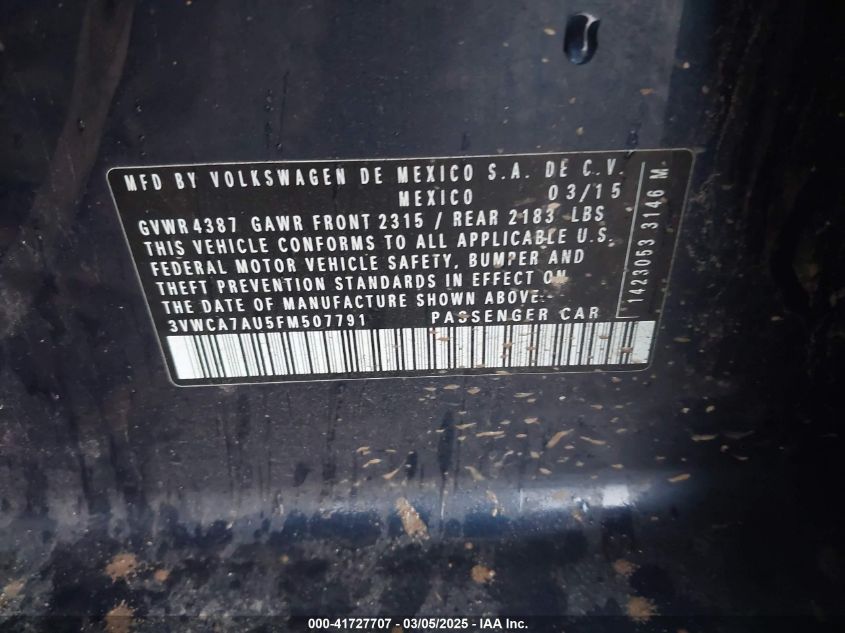 MFD BY VOLKSWAGEN DE MEXICO S.A. DE C.V.
MEXICO 03/15
GVWR 4387 GAWR FRONT 2315 / REAR 2183 LBS
THIS VEHICLE CONFORMS TO ALL APPLICABLE U.S.
FEDERAL MOTOR VEHICLE SAFETY, BUMPER AND
THEFT PREVENTION STANDARDS IN EFFECT ON
THE DATE OF MANUFACTURE SHOWN ABOVE.
3VWCA7AU5FM507791 PASSENGER CAR
1423053 3146 M
000-41727707 - 03/05/2025 - IAA Inc.